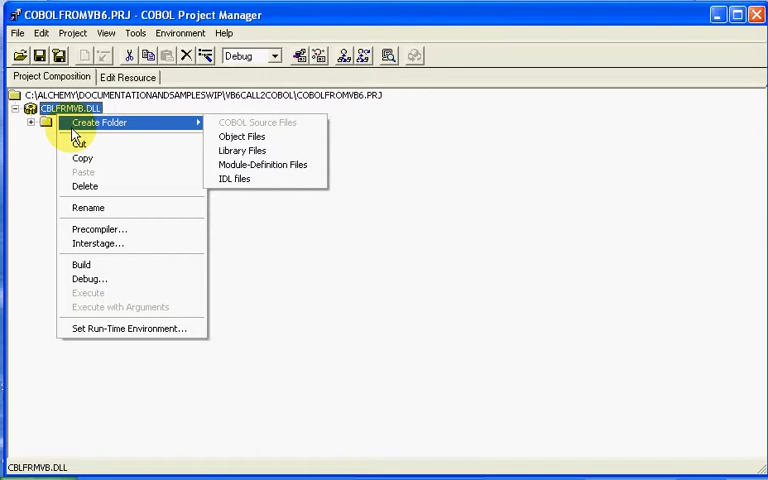 COBOLFROMVB6.PRJ - COBOL Project Manager
File Edit Project View Tools Environment Help
Debug
Project Composition Edit Resource
C:\ALCHEMY\DOCUMENTATIONANDSAMPLESWIP\VB6CALL2COBOL\COBOLFROMVB6.PRJ
CBLFRMVB.DLL
Create Folder
Cut
Copy
Paste
Delete
Rename
Precompiler...
Interstage...
Build
Debug...
Execute
Execute with Arguments
Set Run-Time Environment...
COBOL Source Files
Object Files
Library Files
Module-Definition Files
IDL files
CBLFRMVB.DLL